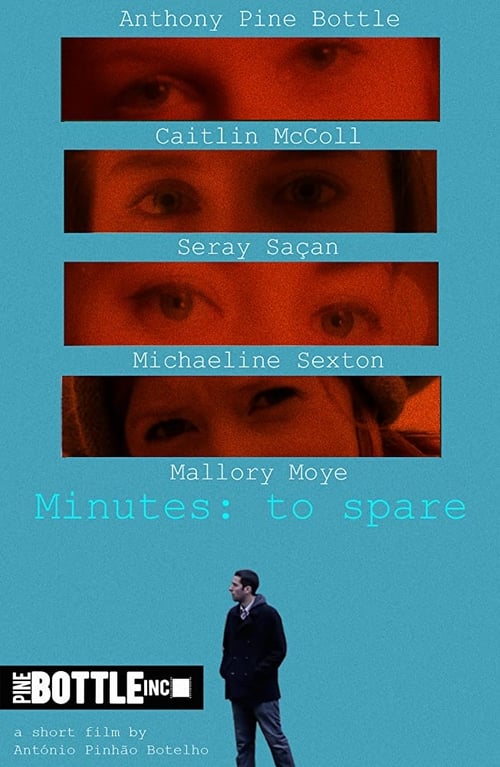 Anthony Pine Bottle
Caitlin McColl
Seray Saçan
Michaeline Sexton
Mallory Moye
Minutes: to spare
PINE BOTTLE INC
a short film by
António Pinhão Botelho